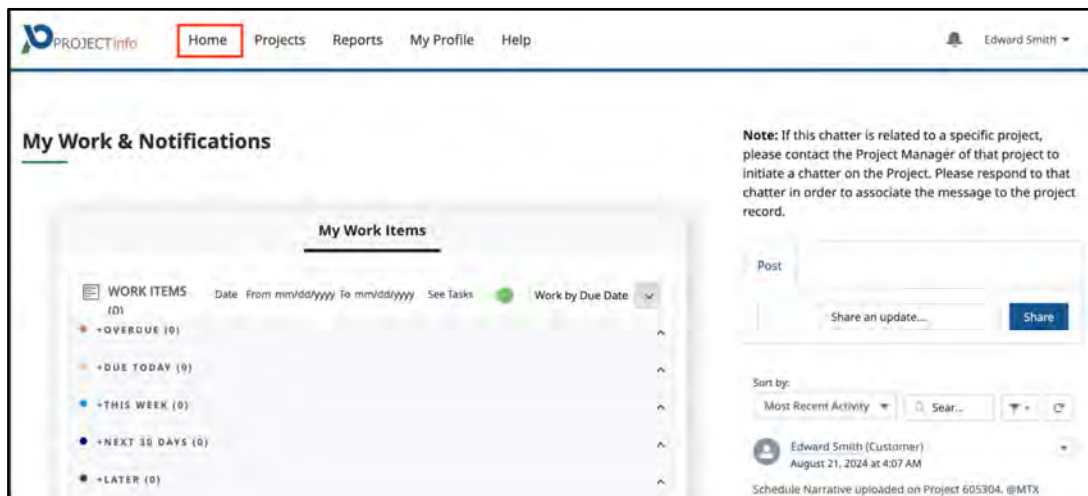 PROJECTinfo Home Projects Reports My Profile Help Edward Smith
My Work & Notifications
My Work Items
WORK ITEMS (0) Date From mm/dd/yyyy To mm/dd/yyyy See Tasks Work by Due Date
+OVERDUE (0)
+DUE TODAY (0)
+THIS WEEK (0)
+NEXT 30 DAYS (0)
+LATER (0)
Note: If this chatter is related to a specific project,
please contact the Project Manager of that project to
initiate a chatter on the Project. Please respond to that
chatter in order to associate the message to the project
record.
Post
Share an update... Share
Sort by:
Most Recent Activity Sear...
Edward Smith (Customer)
August 21, 2024 at 4:07 AM
Schedule Narrative uploaded on Project 605304. @MTX